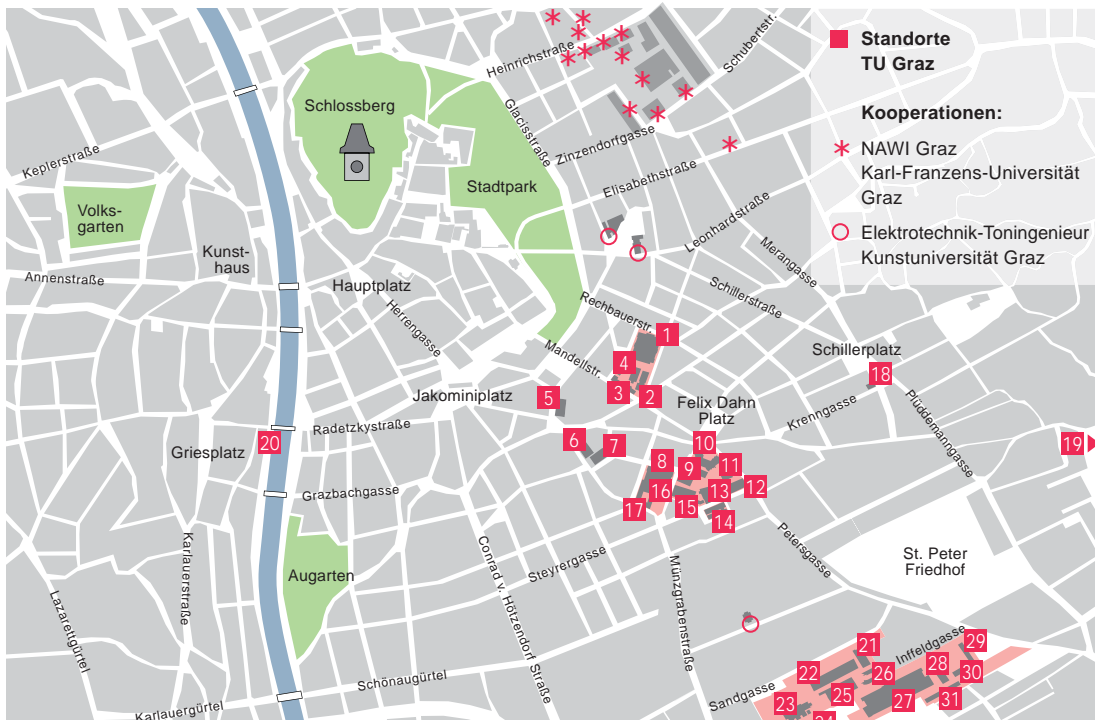 Standorte
TU Graz
Kooperationen:
NAWI Graz
Karl-Franzens-Universität
Graz
Elektrotechnik-Toningenieur
Kunstuniversität Graz
Heinrichstraße
Schubertstr.
Schlossberg
Glacisstraße
Zinzendorfgasse
Keplerstraße
Stadtpark
Elisabethstraße
Volks-
garten
Leonhardstraße
Kunst-
haus
Merangasse
Annenstraße
Hauptplatz
Schillerstraße
Herrengasse
Rechbauerstr.
1
Mandellstr.
Schillerplatz
4
18
3
2
Jakominiplatz
5
Felix Dahn
Platz
Krenngasse
Plüddemanngasse
Radetzkystraße
20
Griesplatz
6
7
10
19
8
9
11
Grazbachgasse
16
13
12
17
15
14
Karlauerstraße
Conrad v. Hötzendorf Straße
Steyrergasse
Münzgrabenstraße
Petersgasse
St. Peter
Friedhof
Augarten
Lazarettgürtel
21
Inffeldgasse
29
22
26
28
30
Schönaugürtel
Sandgasse
25
27
31
23
24
Karlauergürtel